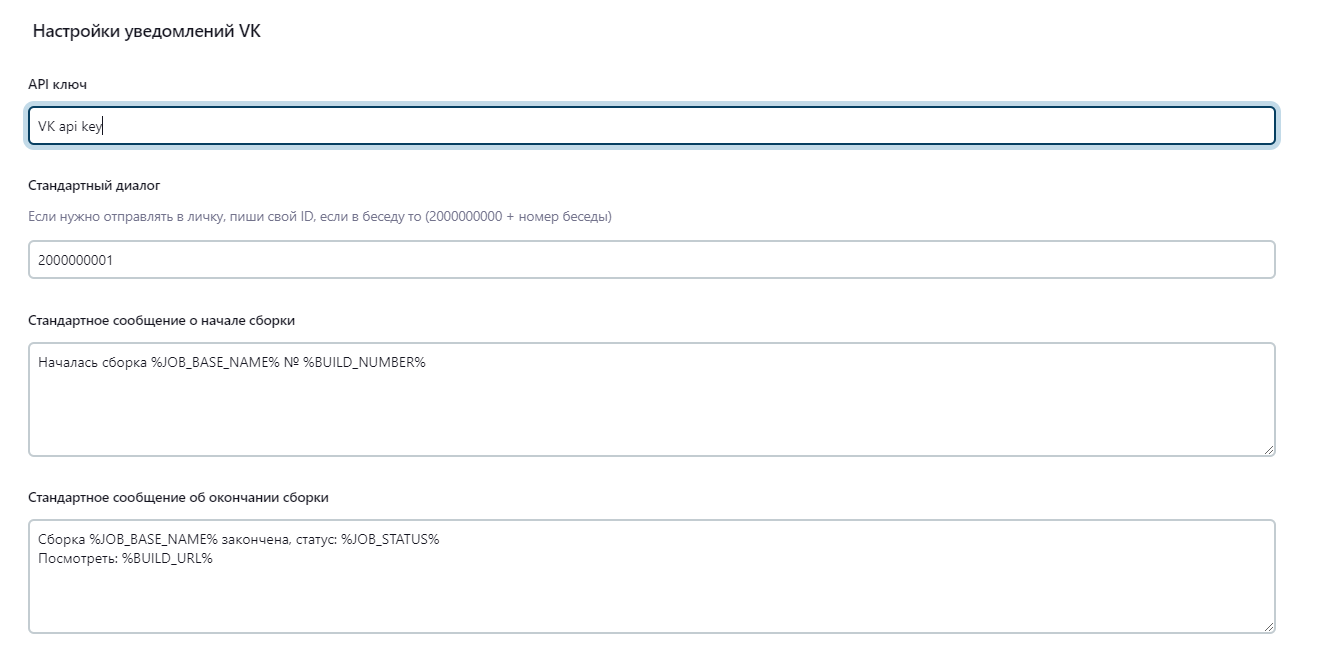 Настройки уведомлений VK
API ключ
VK api key
Стандартный диалог
Если нужно отправлять в личку, пиши свой ID, если в беседу то (2000000000 + номер беседы)
2000000001
Стандартное сообщение о начале сборки
Началась сборка %JOB_BASE_NAME% № %BUILD_NUMBER%
Стандартное сообщение об окончании сборки
Сборка %JOB_BASE_NAME% закончена, статус: %JOB_STATUS%
Посмотреть: %BUILD_URL%